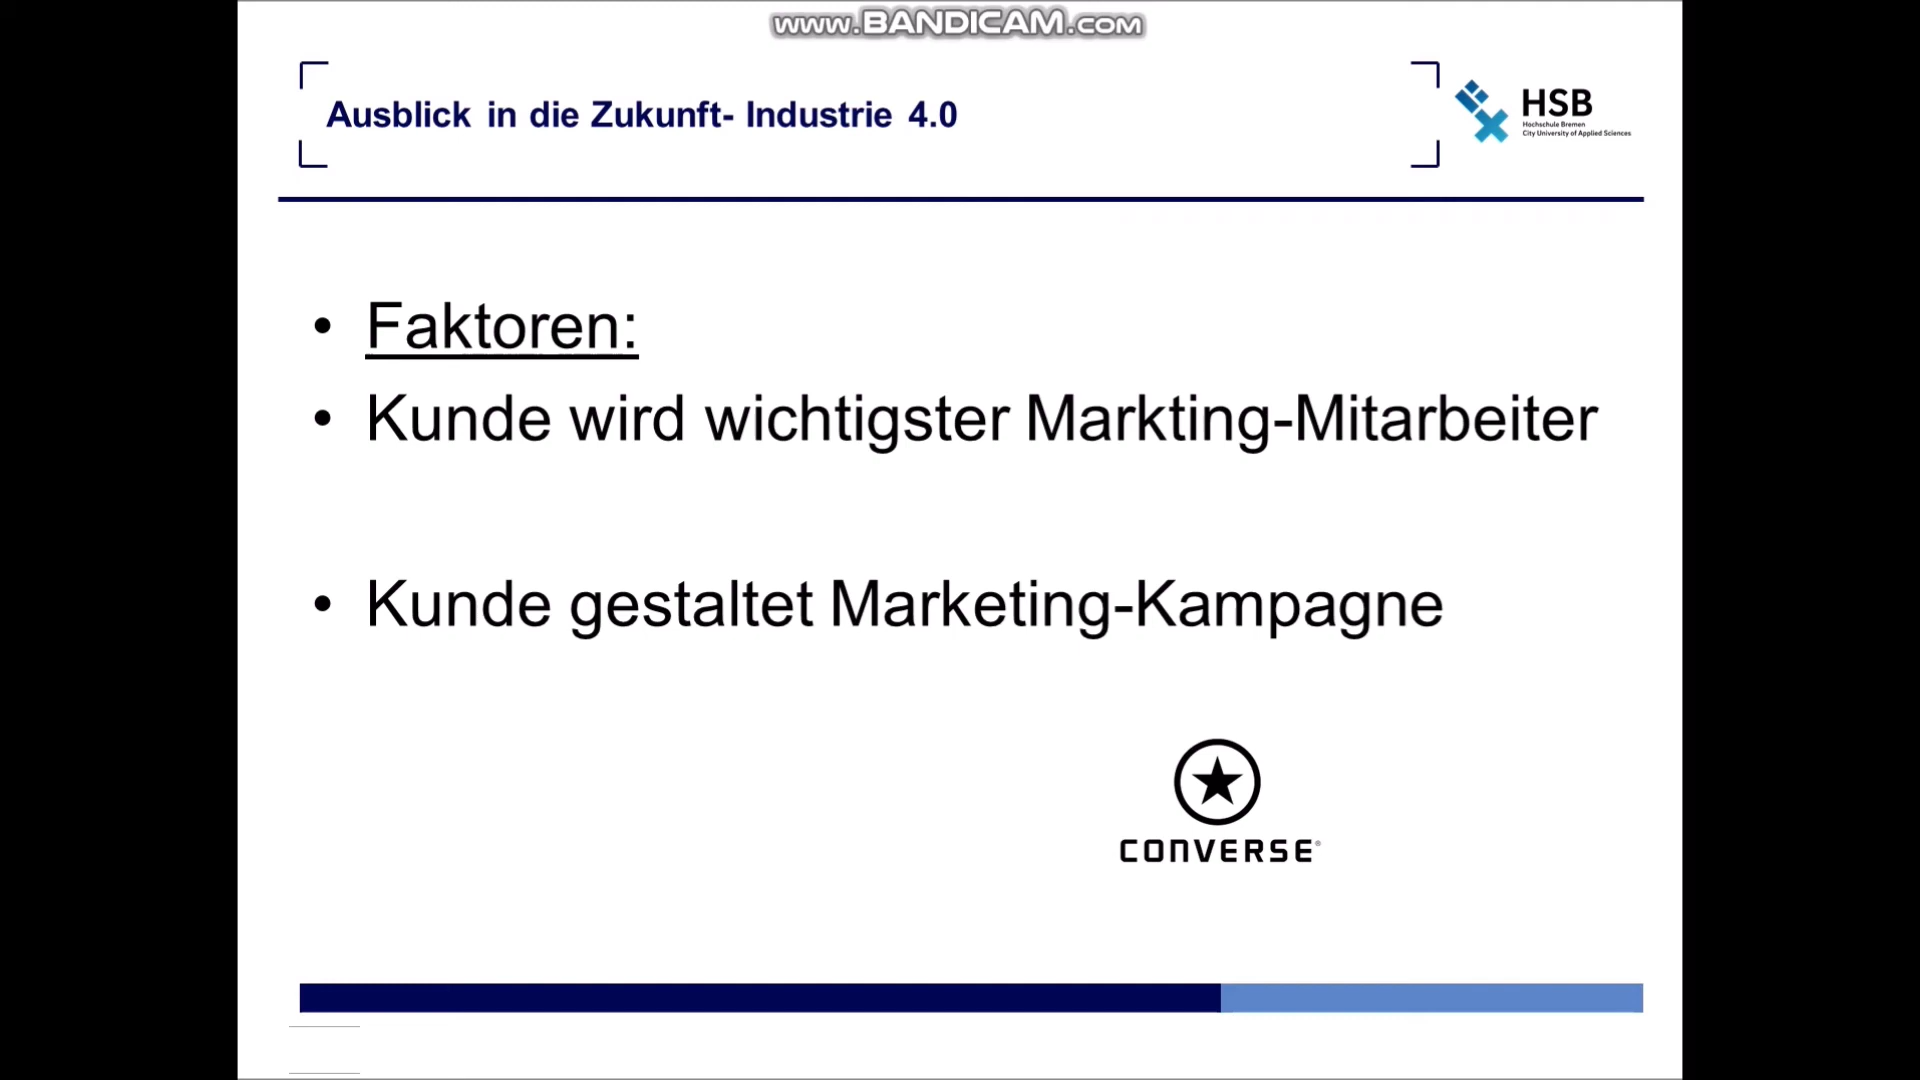 www.BANDICAM.com
Ausblick in die Zukunft- Industrie 4.0
HSB
Hochschule Bremen
City University of Applied Sciences
• Faktoren:
• Kunde wird wichtigster Markting-Mitarbeiter
• Kunde gestaltet Marketing-Kampagne
CONVERSE®